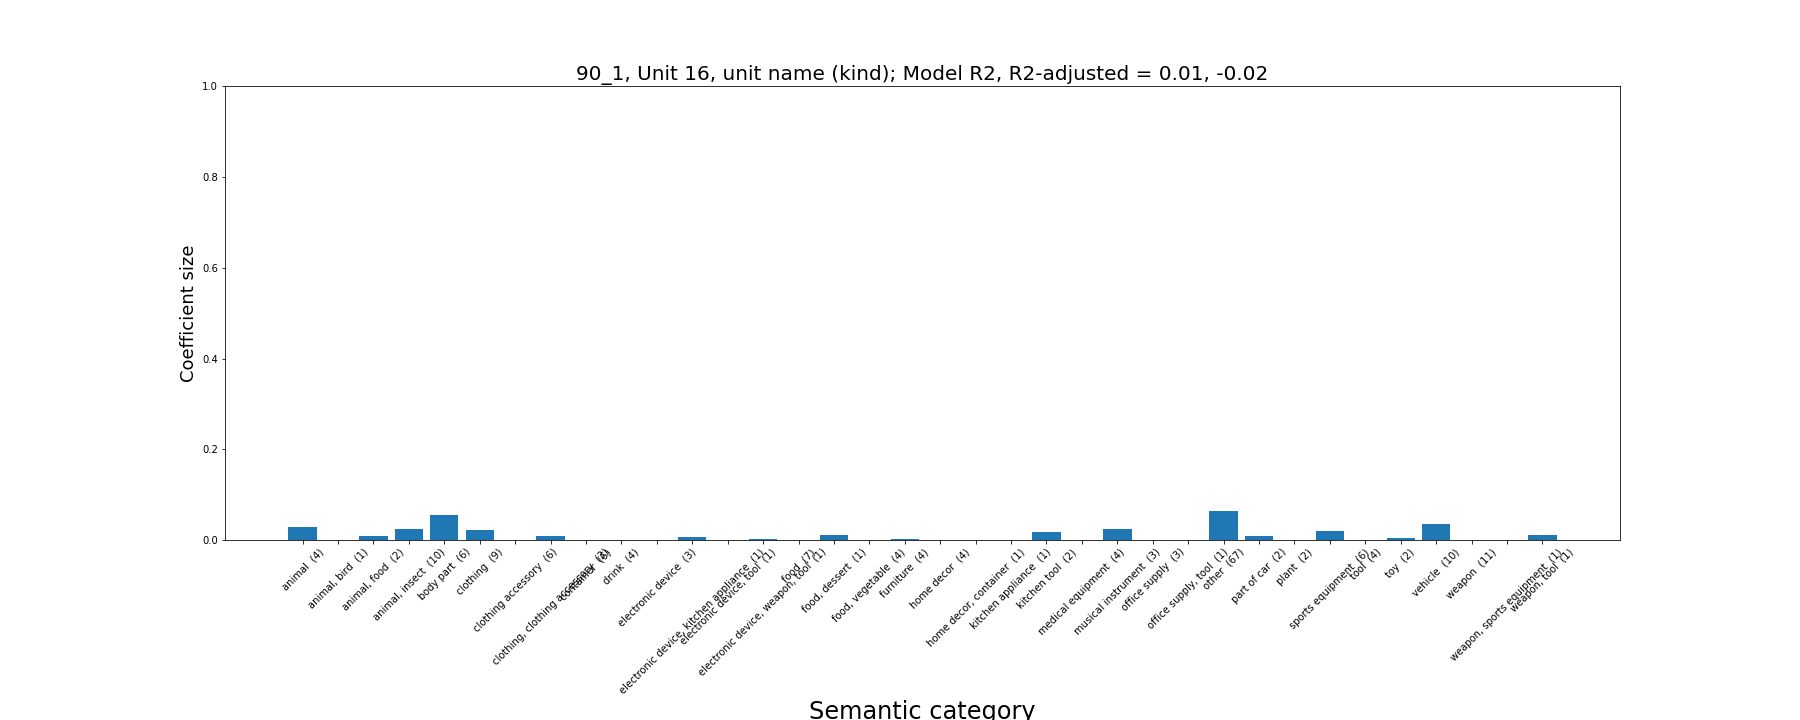 90_1, Unit 16, unit name (kind); Model R2, R2-adjusted = 0.01, -0.02
1.0
0.8
0.6
0.4
0.2
0.0
Coefficient size
animal (4)
animal, bird (1)
animal, food (2)
animal, insect (10)
body part (6)
clothing (9)
clothing accessory (6)
clothing, clothing accessory (3)
container (6)
drink (4)
electronic device (3)
electronic device, kitchen appliance (1)
electronic device, tool (1)
electronic device, weapon, tool (1)
food (7)
food, dessert (1)
food, vegetable (4)
furniture (4)
home decor (4)
home decor, container (1)
kitchen appliance (1)
kitchen tool (2)
medical equipment (4)
musical instrument (3)
office supply (3)
office supply, tool (1)
other (67)
part of car (2)
plant (2)
sports equipment (6)
tool (4)
toy (2)
vehicle (10)
weapon (11)
weapon, sports equipment (1)
weapon, tool (1)
Semantic category